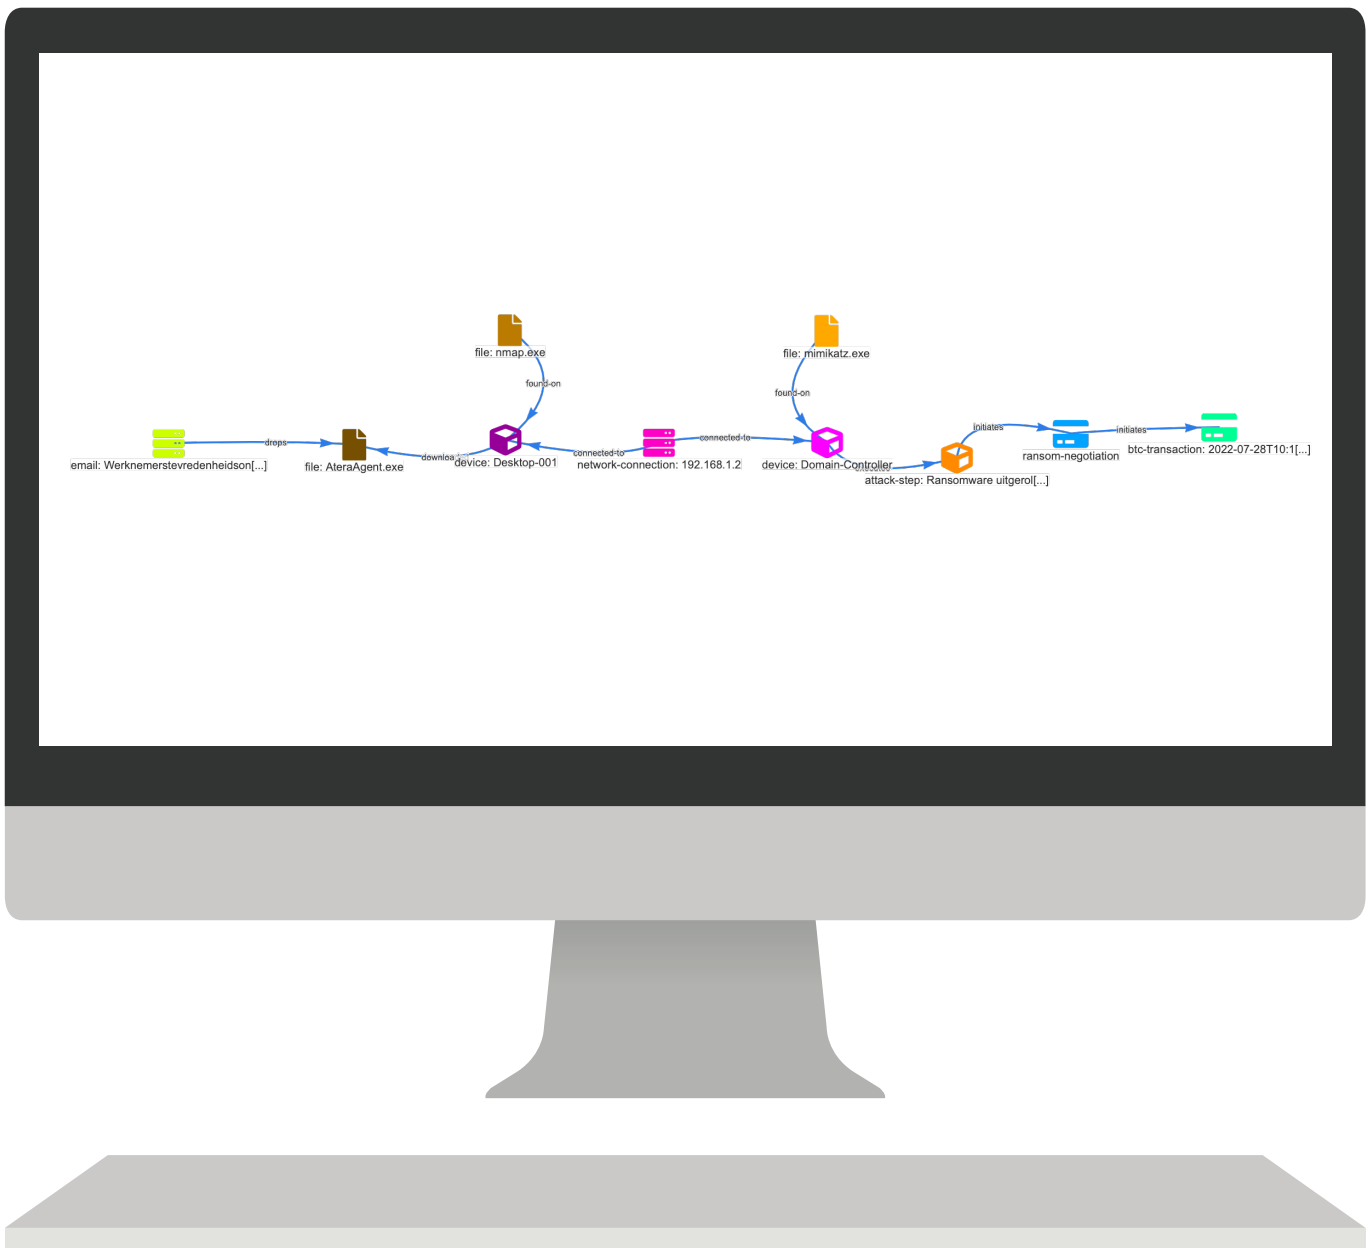 file: nmap.exe
file: mimikatz.exe
found-on
found-on
drops
connected-to
initiates
initiates
email: Werknemerstevredenheidson[...]
file: AteraAgent.exe
device: Desktop-001
connected-to
network-connection: 192.168.1.2
device: Domain-Controller
attack-step: Ransomware uitgerol[...]
ransom-negotiation
btc-transaction: 2022-07-28T10:1[...]